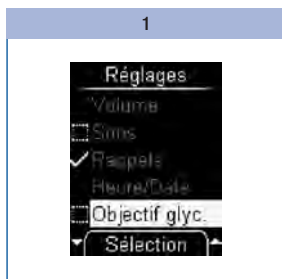 1
Réglages
Volume
Sons
Rappels
Heure/Date
Objectif glyc.
Sélection